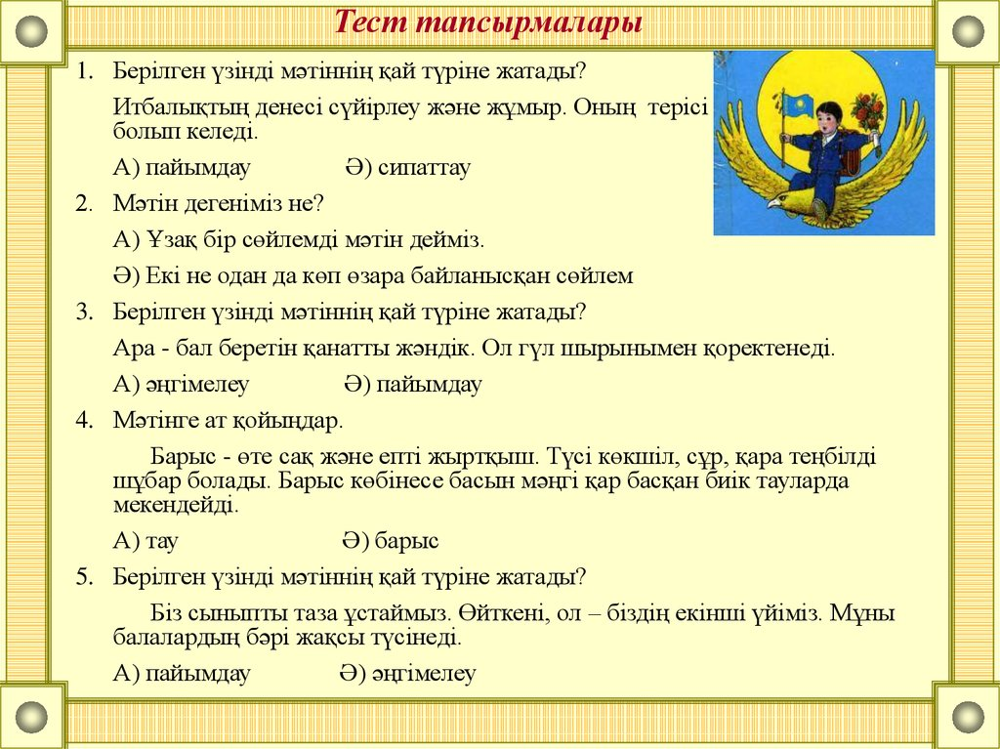 Тест тапсырмалары
1. Берілген үзінді мәтіннің қай түріне жатады?
Итбалықтың денесі сүйірлеу және жұмыр. Оның терісі
болып келеді.
А) пайымдау Ә) сипаттау
2. Мәтін дегеніміз не?
А) Ұзақ бір сөйлемді мәтін дейміз.
Ә) Екі не одан да көп өзара байланысқан сөйлем
3. Берілген үзінді мәтіннің қай түріне жатады?
Ара - бал беретін қанатты жәндік. Ол гүл шырынымен қоректенеді.
А) әңгімелеу Ә) пайымдау
4. Мәтінге ат қойыңдар.
Барыс - өте сақ және епті жыртқыш. Түсі көкшіл, сұр, қара теңбілді
шұбар болады. Барыс көбінесе басын мәңгі қар басқан биік тауларда
мекендейді.
А) тау Ә) барыс
5. Берілген үзінді мәтіннің қай түріне жатады?
Біз сыныпты таза ұстаймыз. Өйткені, ол – біздің екінші үйіміз. Мұны
балалардың бәрі жақсы түсінеді.
А) пайымдау Ә) әңгімелеу